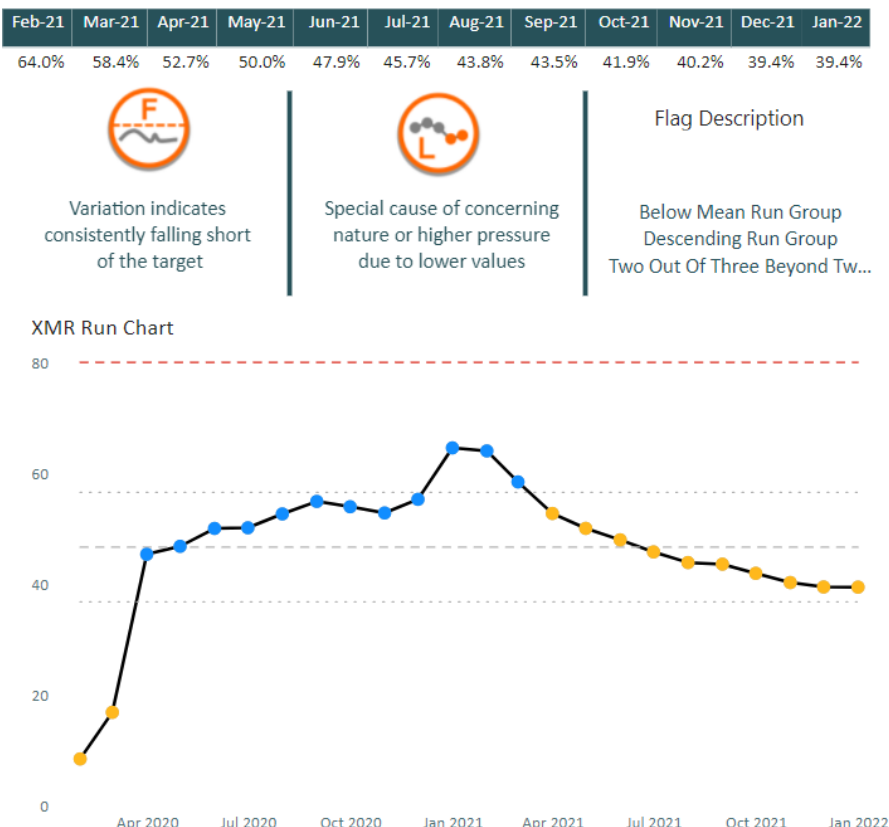 Feb-21 Mar-21 Apr-21 May-21 Jun-21 Jul-21 Aug-21 Sep-21 Oct-21 Nov-21 Dec-21 Jan-22
64.0% 58.4% 52.7% 50.0% 47.9% 45.7% 43.8% 43.5% 41.9% 40.2% 39.4% 39.4%
F
Variation indicates
consistently falling short
of the target
L
Special cause of concerning
nature or higher pressure
due to lower values
Flag Description
Below Mean Run Group
Descending Run Group
Two Out Of Three Beyond Tw...
XMR Run Chart
80
60
40
20
0
Apr 2020 Jul 2020 Oct 2020 Jan 2021 Apr 2021 Jul 2021 Oct 2021 Jan 2022